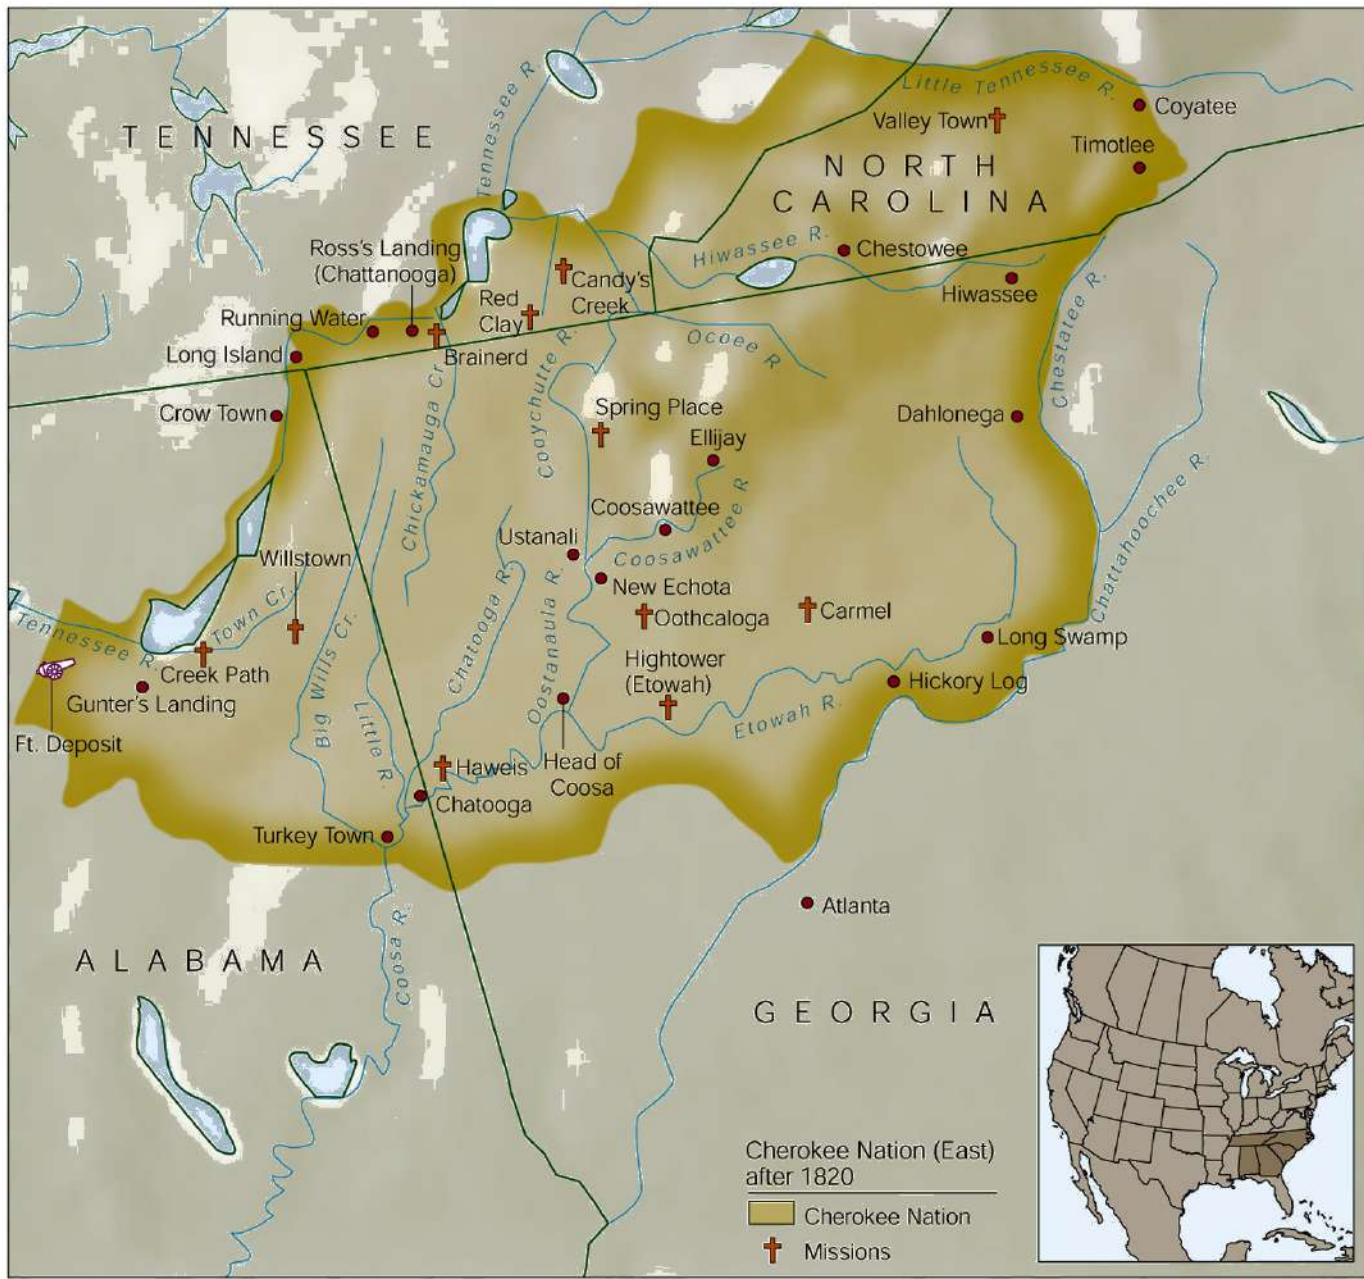 Little Tennessee R.
Coyatee
Valley Town
TENNESSEE
Tennessee R.
Timotlee
NORTH
CAROLINA
Ross's Landing
(Chattanooga)
Hiwassee R.
Chestowee
Candy's
Creek
Red
Clay
Hiwassee
Chestatee R.
Running Water
Long Island
Brainerd
Ocoee R.
Crow Town
Chickamauga Cr.
Cooychutte R.
Spring Place
Ellijay
Dahlonega
Chattahoochee R.
Coosawattee
Ustanali
Coosawattee R
Willstown
New Echota
Town Cr.
Chatooga R.
Oostanaula R.
Oothcaloga
Carmel
Tennessee R.
Long Swamp
Creek Path
Gunter's Landing
Big Wills Cr.
Little R.
Hightower
(Etowah)
Hickory Log
Etowah R.
Ft. Deposit
Haweis
Head of
Coosa
Chatooga
Turkey Town
Atlanta
Coosa R.
ALABAMA
GEORGIA
Cherokee Nation (East)
after 1820
Cherokee Nation
Missions